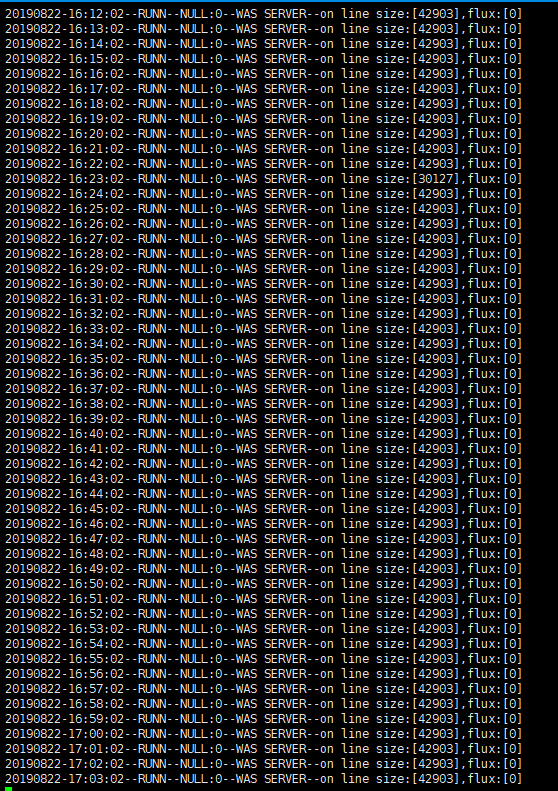 20190822-16:12:02--RUNN--NULL:0--WAS SERVER--on line size:[42903],flux:[0]
20190822-16:13:02--RUNN--NULL:0--WAS SERVER--on line size:[42903],flux:[0]
20190822-16:14:02--RUNN--NULL:0--WAS SERVER--on line size:[42903],flux:[0]
20190822-16:15:02--RUNN--NULL:0--WAS SERVER--on line size:[42903],flux:[0]
20190822-16:16:02--RUNN--NULL:0--WAS SERVER--on line size:[42903],flux:[0]
20190822-16:17:02--RUNN--NULL:0--WAS SERVER--on line size:[42903],flux:[0]
20190822-16:18:02--RUNN--NULL:0--WAS SERVER--on line size:[42903],flux:[0]
20190822-16:19:02--RUNN--NULL:0--WAS SERVER--on line size:[42903],flux:[0]
20190822-16:20:02--RUNN--NULL:0--WAS SERVER--on line size:[42903],flux:[0]
20190822-16:21:02--RUNN--NULL:0--WAS SERVER--on line size:[42903],flux:[0]
20190822-16:22:02--RUNN--NULL:0--WAS SERVER--on line size:[42903],flux:[0]
20190822-16:23:02--RUNN--NULL:0--WAS SERVER--on line size:[30127],flux:[0]
20190822-16:24:02--RUNN--NULL:0--WAS SERVER--on line size:[42903],flux:[0]
20190822-16:25:02--RUNN--NULL:0--WAS SERVER--on line size:[42903],flux:[0]
20190822-16:26:02--RUNN--NULL:0--WAS SERVER--on line size:[42903],flux:[0]
20190822-16:27:02--RUNN--NULL:0--WAS SERVER--on line size:[42903],flux:[0]
20190822-16:28:02--RUNN--NULL:0--WAS SERVER--on line size:[42903],flux:[0]
20190822-16:29:02--RUNN--NULL:0--WAS SERVER--on line size:[42903],flux:[0]
20190822-16:30:02--RUNN--NULL:0--WAS SERVER--on line size:[42903],flux:[0]
20190822-16:31:02--RUNN--NULL:0--WAS SERVER--on line size:[42903],flux:[0]
20190822-16:32:02--RUNN--NULL:0--WAS SERVER--on line size:[42903],flux:[0]
20190822-16:33:02--RUNN--NULL:0--WAS SERVER--on line size:[42903],flux:[0]
20190822-16:34:02--RUNN--NULL:0--WAS SERVER--on line size:[42903],flux:[0]
20190822-16:35:02--RUNN--NULL:0--WAS SERVER--on line size:[42903],flux:[0]
20190822-16:36:02--RUNN--NULL:0--WAS SERVER--on line size:[42903],flux:[0]
20190822-16:37:02--RUNN--NULL:0--WAS SERVER--on line size:[42903],flux:[0]
20190822-16:38:02--RUNN--NULL:0--WAS SERVER--on line size:[42903],flux:[0]
20190822-16:39:02--RUNN--NULL:0--WAS SERVER--on line size:[42903],flux:[0]
20190822-16:40:02--RUNN--NULL:0--WAS SERVER--on line size:[42903],flux:[0]
20190822-16:41:02--RUNN--NULL:0--WAS SERVER--on line size:[42903],flux:[0]
20190822-16:42:02--RUNN--NULL:0--WAS SERVER--on line size:[42903],flux:[0]
20190822-16:43:02--RUNN--NULL:0--WAS SERVER--on line size:[42903],flux:[0]
20190822-16:44:02--RUNN--NULL:0--WAS SERVER--on line size:[42903],flux:[0]
20190822-16:45:02--RUNN--NULL:0--WAS SERVER--on line size:[42903],flux:[0]
20190822-16:46:02--RUNN--NULL:0--WAS SERVER--on line size:[42903],flux:[0]
20190822-16:47:02--RUNN--NULL:0--WAS SERVER--on line size:[42903],flux:[0]
20190822-16:48:02--RUNN--NULL:0--WAS SERVER--on line size:[42903],flux:[0]
20190822-16:49:02--RUNN--NULL:0--WAS SERVER--on line size:[42903],flux:[0]
20190822-16:50:02--RUNN--NULL:0--WAS SERVER--on line size:[42903],flux:[0]
20190822-16:51:02--RUNN--NULL:0--WAS SERVER--on line size:[42903],flux:[0]
20190822-16:52:02--RUNN--NULL:0--WAS SERVER--on line size:[42903],flux:[0]
20190822-16:53:02--RUNN--NULL:0--WAS SERVER--on line size:[42903],flux:[0]
20190822-16:54:02--RUNN--NULL:0--WAS SERVER--on line size:[42903],flux:[0]
20190822-16:55:02--RUNN--NULL:0--WAS SERVER--on line size:[42903],flux:[0]
20190822-16:56:02--RUNN--NULL:0--WAS SERVER--on line size:[42903],flux:[0]
20190822-16:57:02--RUNN--NULL:0--WAS SERVER--on line size:[42903],flux:[0]
20190822-16:58:02--RUNN--NULL:0--WAS SERVER--on line size:[42903],flux:[0]
20190822-16:59:02--RUNN--NULL:0--WAS SERVER--on line size:[42903],flux:[0]
20190822-17:00:02--RUNN--NULL:0--WAS SERVER--on line size:[42903],flux:[0]
20190822-17:01:02--RUNN--NULL:0--WAS SERVER--on line size:[42903],flux:[0]
20190822-17:02:02--RUNN--NULL:0--WAS SERVER--on line size:[42903],flux:[0]
20190822-17:03:02--RUNN--NULL:0--WAS SERVER--on line size:[42903],flux:[0]